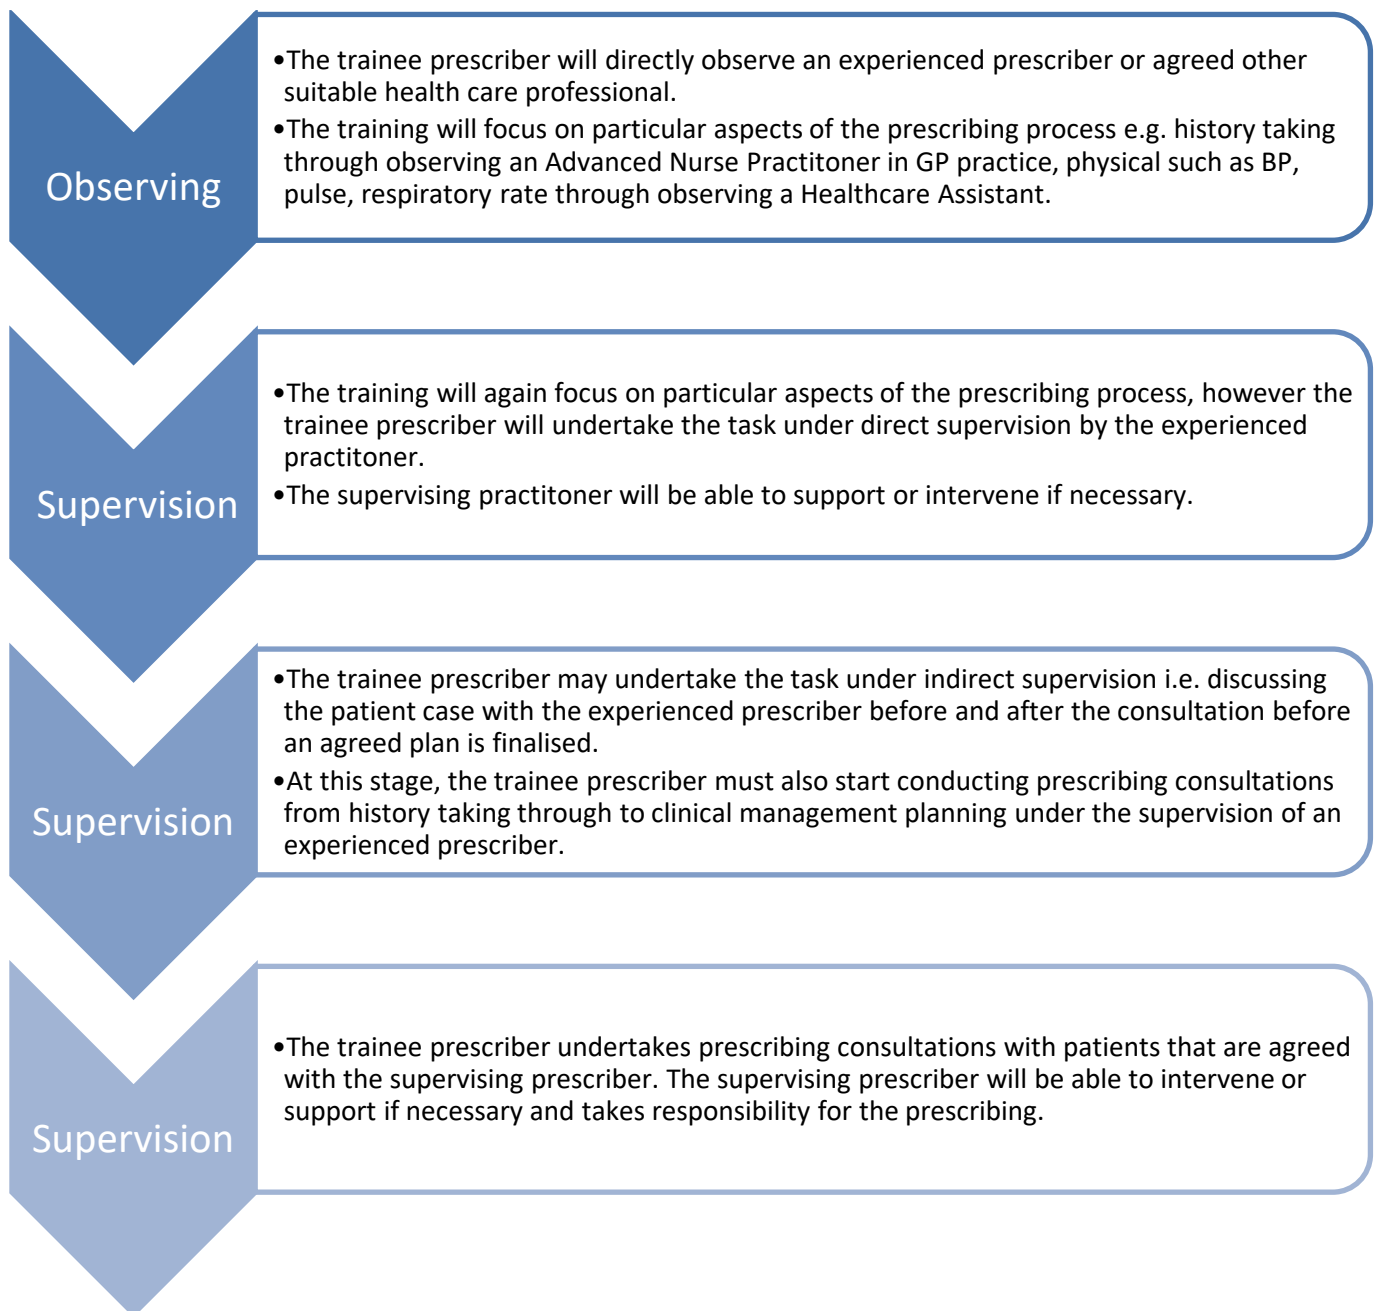 Observing
•The trainee prescriber will directly observe an experienced prescriber or agreed other
suitable health care professional.
•The training will focus on particular aspects of the prescribing process e.g. history taking
through observing an Advanced Nurse Practitoner in GP practice, physical such as BP,
pulse, respiratory rate through observing a Healthcare Assistant.
Supervision
•The training will again focus on particular aspects of the prescribing process, however the
trainee prescriber will undertake the task under direct supervision by the experienced
practitoner.
•The supervising practitoner will be able to support or intervene if necessary.
Supervision
•The trainee prescriber may undertake the task under indirect supervision i.e. discussing
the patient case with the experienced prescriber before and after the consultation before
an agreed plan is finalised.
•At this stage, the trainee prescriber must also start conducting prescribing consultations
from history taking through to clinical management planning under the supervision of an
experienced prescriber.
Supervision
•The trainee prescriber undertakes prescribing consultations with patients that are agreed
with the supervising prescriber. The supervising prescriber will be able to intervene or
support if necessary and takes responsibility for the prescribing.